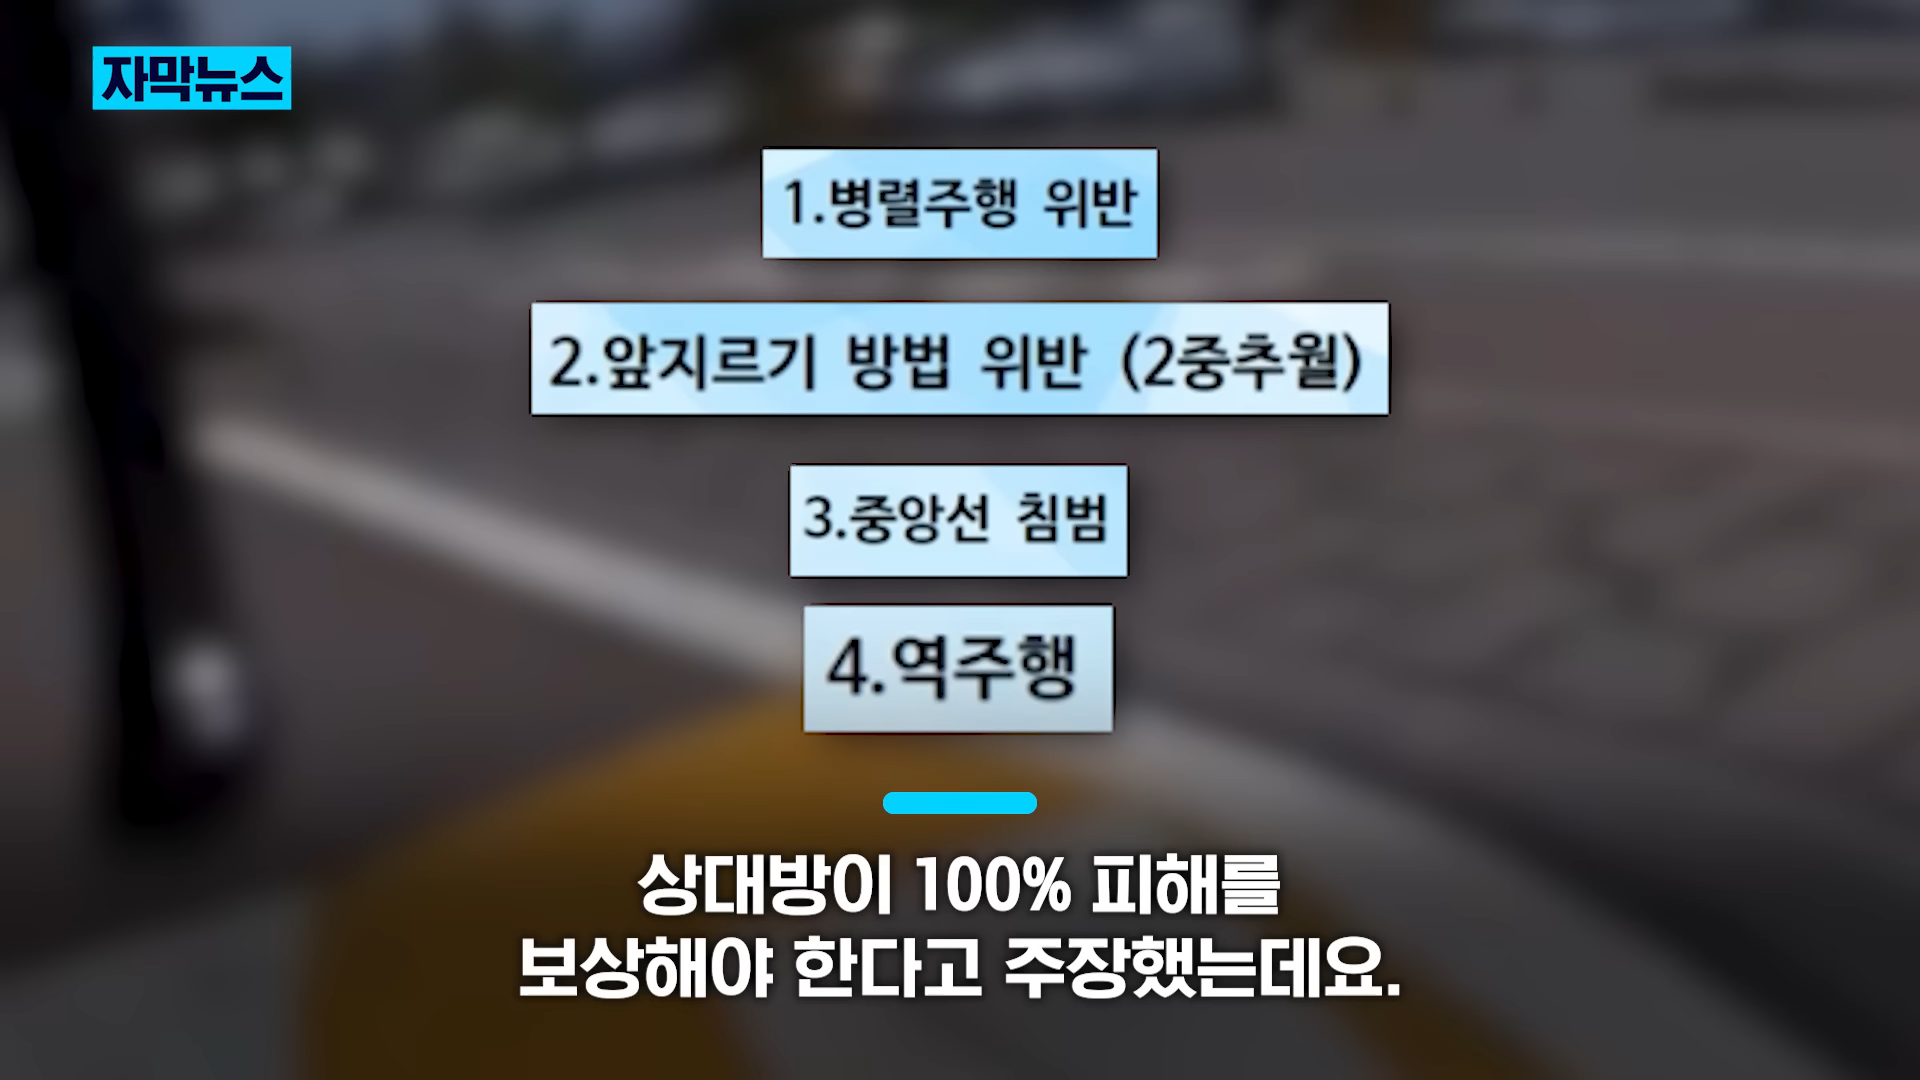 자막뉴스
1.병렬주행 위반
2.앞지르기 방법 위반 (2중추월)
3.중앙선 침범
4.역주행
상대방이 100% 피해를
보상해야 한다고 주장했는데요.